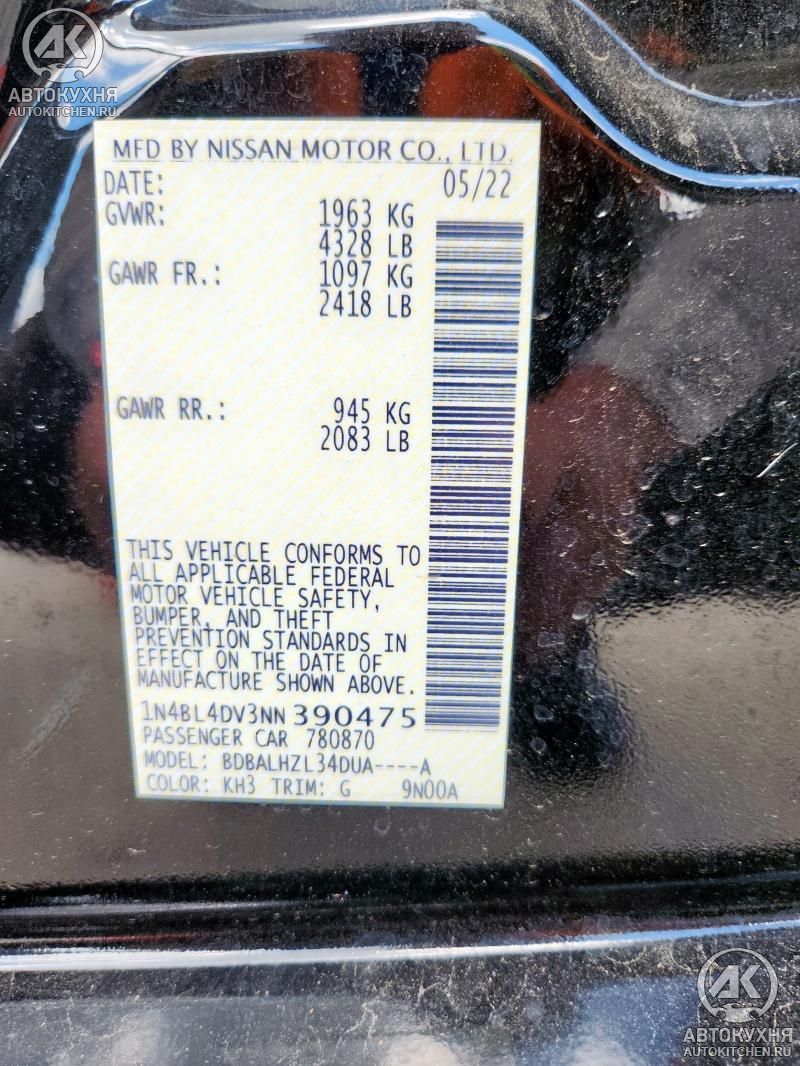 AK
АВТОКУХНЯ
AUTOKITCHEN.RU
MFD BY NISSAN MOTOR CO., LTD.
DATE: 05/22
GVWR: 1963 KG
4328 LB
GAWR FR.: 1097 KG
2418 LB
GAWR RR.: 945 KG
2083 LB
THIS VEHICLE CONFORMS TO
ALL APPLICABLE FEDERAL
MOTOR VEHICLE SAFETY,
BUMPER, AND THEFT
PREVENTION STANDARDS IN
EFFECT ON THE DATE OF
MANUFACTURE SHOWN ABOVE.
1N4BL4DV3NN390475
PASSENGER CAR 780870
MODEL: BDBALHZL34DUA----A
COLOR: KH3 TRIM: G 9N00A
AK
АВТОКУХНЯ
AUTOKITCHEN.RU